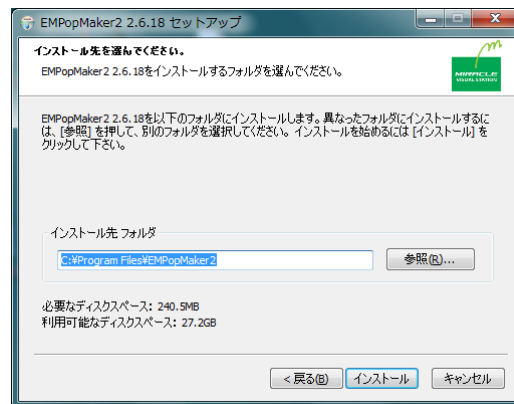 EMPopMaker2 2.6.18 セットアップ
インストール先を選んでください。
EMPopMaker2 2.6.18をインストールするフォルダを選んでください。
m
MIRACLE
VISUAL STATION
EMPopMaker2 2.6.18を以下のフォルダにインストールします。異なったフォルダにインストールするに
は、[参照] を押して、別のフォルダを選択してください。インストールを始めるには [インストール] を
クリックして下さい。
インストール先 フォルダ
C:¥Program Files¥EMPopMaker2
参照(R)...
必要なディスクスペース: 240.5MB
利用可能なディスクスペース: 27.2GB
< 戻る(B)
インストール
キャンセル